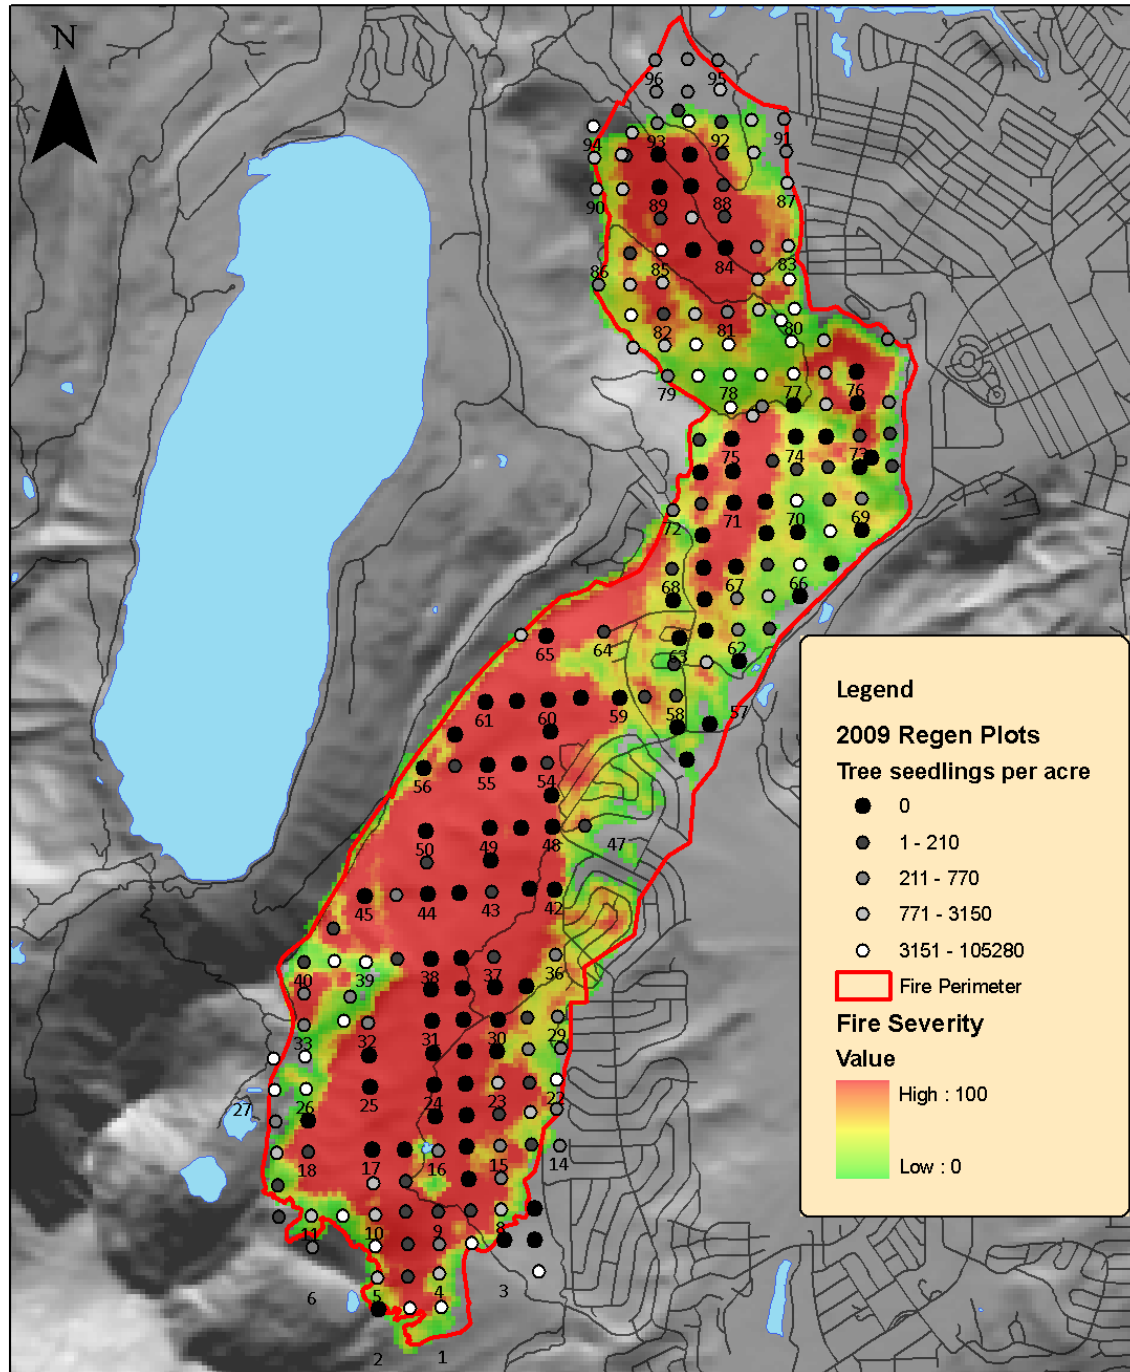 N
96 95
94 93 92 91
90 89 88 87
86 85 84 83
82 81 80
79 78 77 76
75 74 73
72 71 70 69
68 67 66
65 64 63 62
61 60 59 58 57
56 55 54
50 49 48 47
45 44 43 42
40 39 38 37 36
33 32 31 30 29
27 26 25 24 23 22
18 17 16 15 14
11 10 9 8
6 5 4 3
2 1
Legend
2009 Regen Plots
Tree seedlings per acre
0
1 - 210
211 - 770
771 - 3150
3151 - 105280
Fire Perimeter
Fire Severity
Value
High : 100
Low : 0